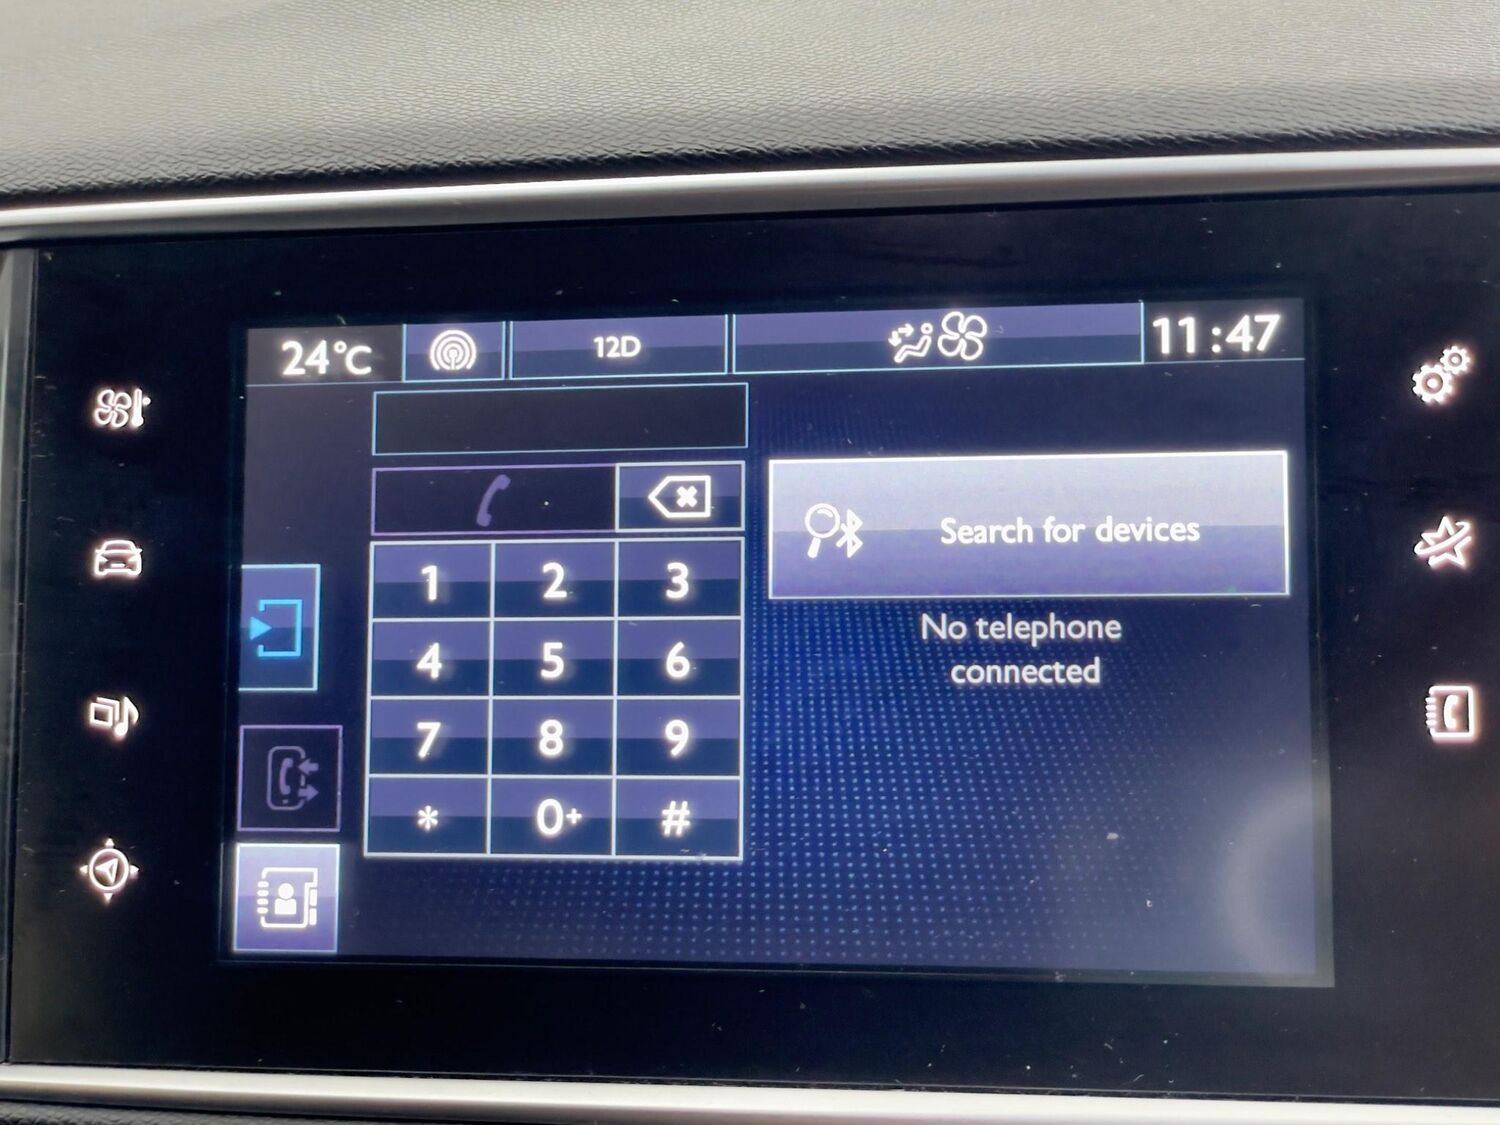 24°C 12D 11:47
Search for devices
No telephone
connected
1 2 3
4 5 6
7 8 9
* 0+ #